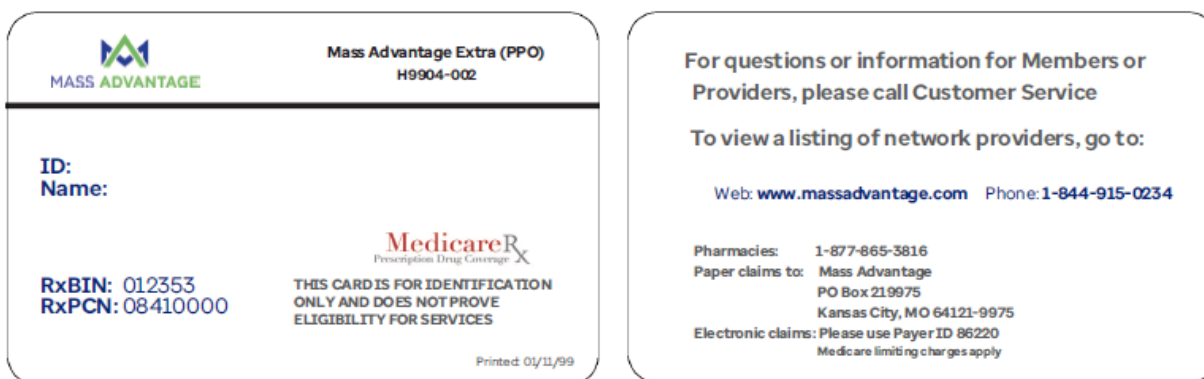 MASS ADVANTAGE
Mass Advantage Extra (PPO)
H9904-002
ID:
Name:
MedicareRx
Prescription Drug Coverage
RxBIN: 012353
RxPCN: 08410000
THIS CARD IS FOR IDENTIFICATION
ONLY AND DOES NOT PROVE
ELIGIBILITY FOR SERVICES
Printed: 01/11/99
For questions or information for Members or
Providers, please call Customer Service
To view a listing of network providers, go to:
Web: www.massadvantage.com Phone: 1-844-915-0234
Pharmacies: 1-877-865-3816
Paper claims to: Mass Advantage
PO Box 219975
Kansas City, MO 64121-9975
Electronic claims: Please use Payer ID 86220
Medicare limiting charges apply